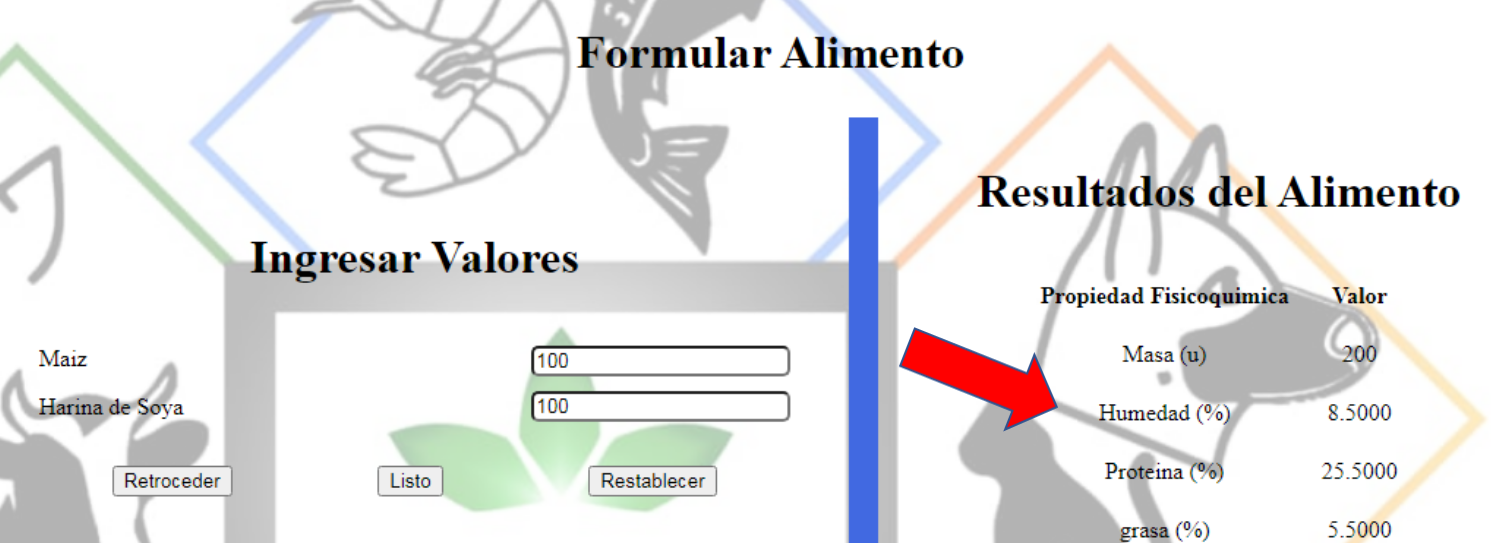 Formular Alimento
Ingresar Valores
Maiz 100
Harina de Soya 100
Retroceder Listo Restablecer
Resultados del Alimento
Propiedad Fisicoquimica Valor
Masa (u) 200
Humedad (%) 8.5000
Proteina (%) 25.5000
grasa (%) 5.5000